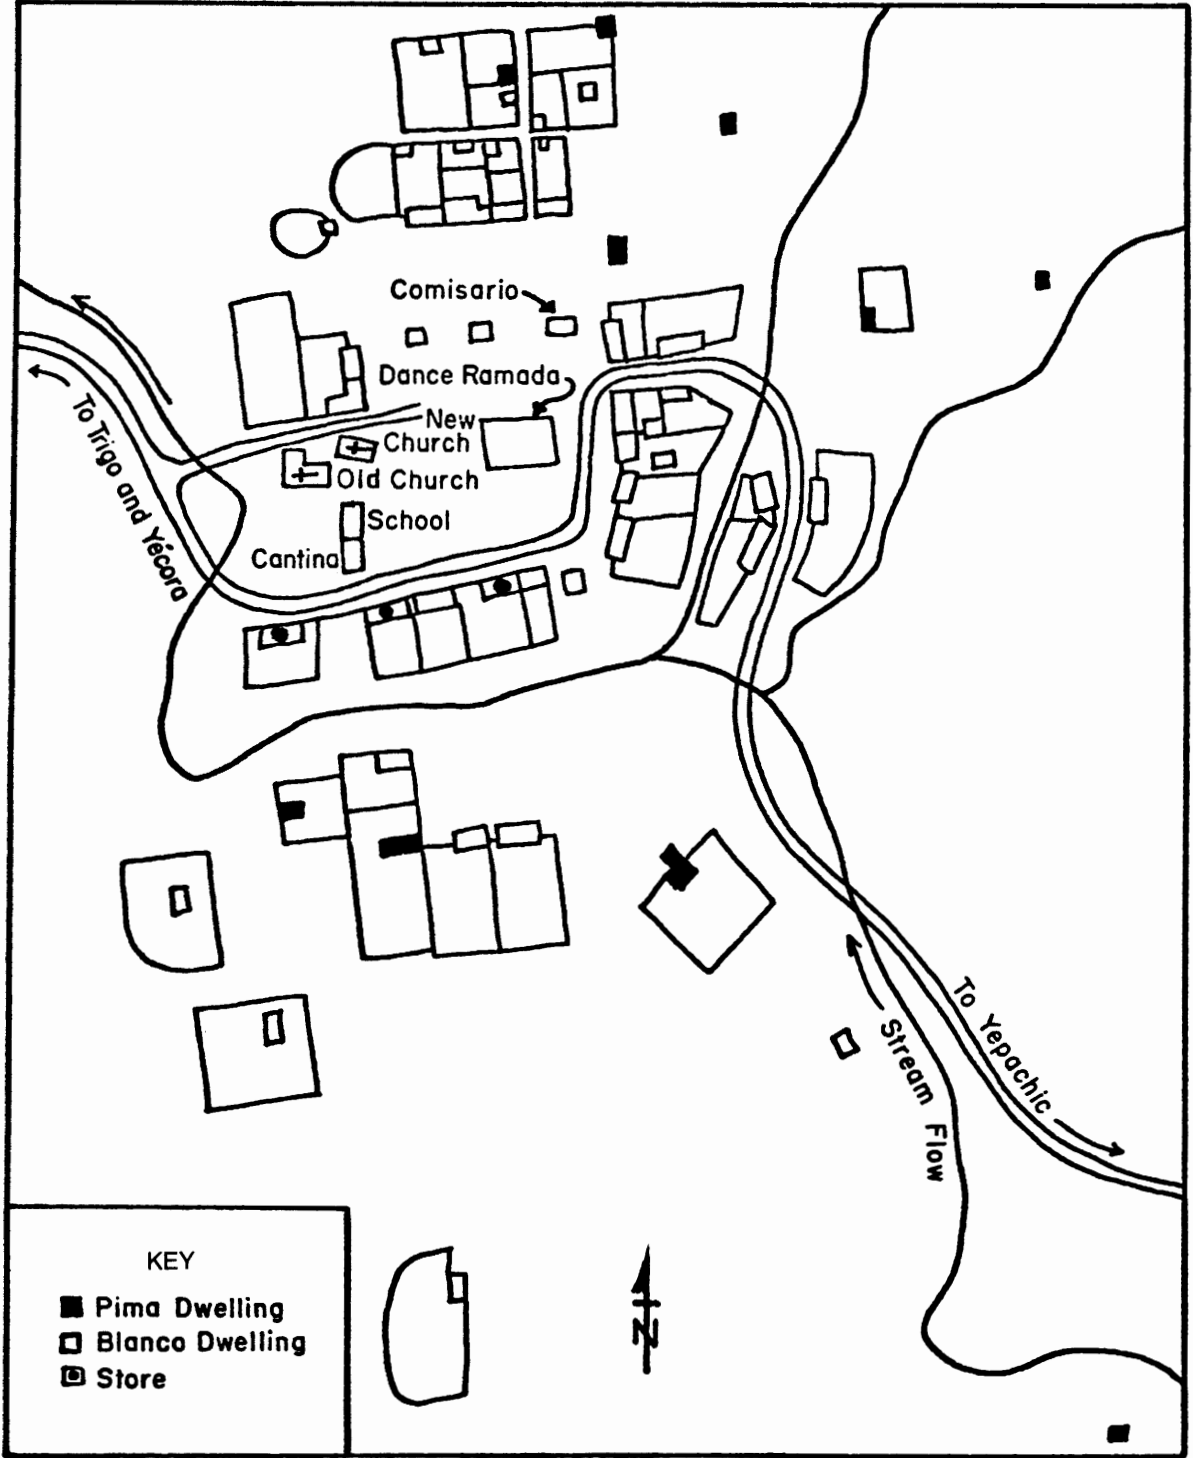 Comisario
Dance Ramada
New
Church
Old Church
School
Cantina
To Trigo and Yécora
To Yepachic
Stream Flow
KEY
Pima Dwelling
Blanco Dwelling
Store
N